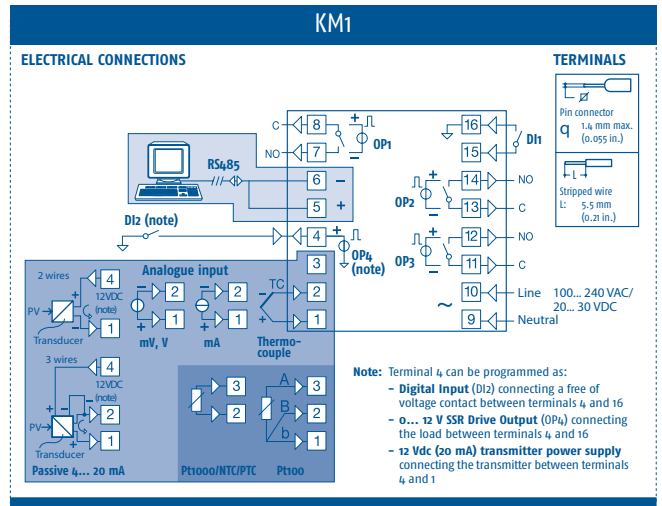 KM1
ELECTRICAL CONNECTIONS
TERMINALS
Pin connector
q 1.4 mm max.
(0.055 in.)
L
Stripped wire
L: 5.5 mm
(0.21 in.)
C 8 + OP1
NO 7 −
RS485
6 −
5 +
DI2 (note)
4 + OP4
− (note)
3
TC
− 2
+ 1
16
15
DI1
14 NO
+ OP2 −
13 C
12 NO
+ OP3 −
11 C
~
10 Line
9 Neutral
100... 240 VAC/
20... 30 VDC
Analogue input
2 wires
4
12VDC
(note)
+
−
PV
1
Transducer
+ 2
− 1
mV, V
+ 2
− 1
mA
Thermo-
couple
3 wires
4
12VDC
(note)
+ − −
2
PV
+
1
Transducer
Passive 4... 20 mA
3
2
Pt1000/NTC/PTC
A 3
B 2
b 1
Pt100
Note: Terminal 4 can be programmed as:
– Digital Input (DI2) connecting a free of
voltage contact between terminals 4 and 16
– 0... 12 V SSR Drive Output (OP4) connecting
the load between terminals 4 and 16
– 12 Vdc (20 mA) transmitter power supply
connecting the transmitter between terminals
4 and 1